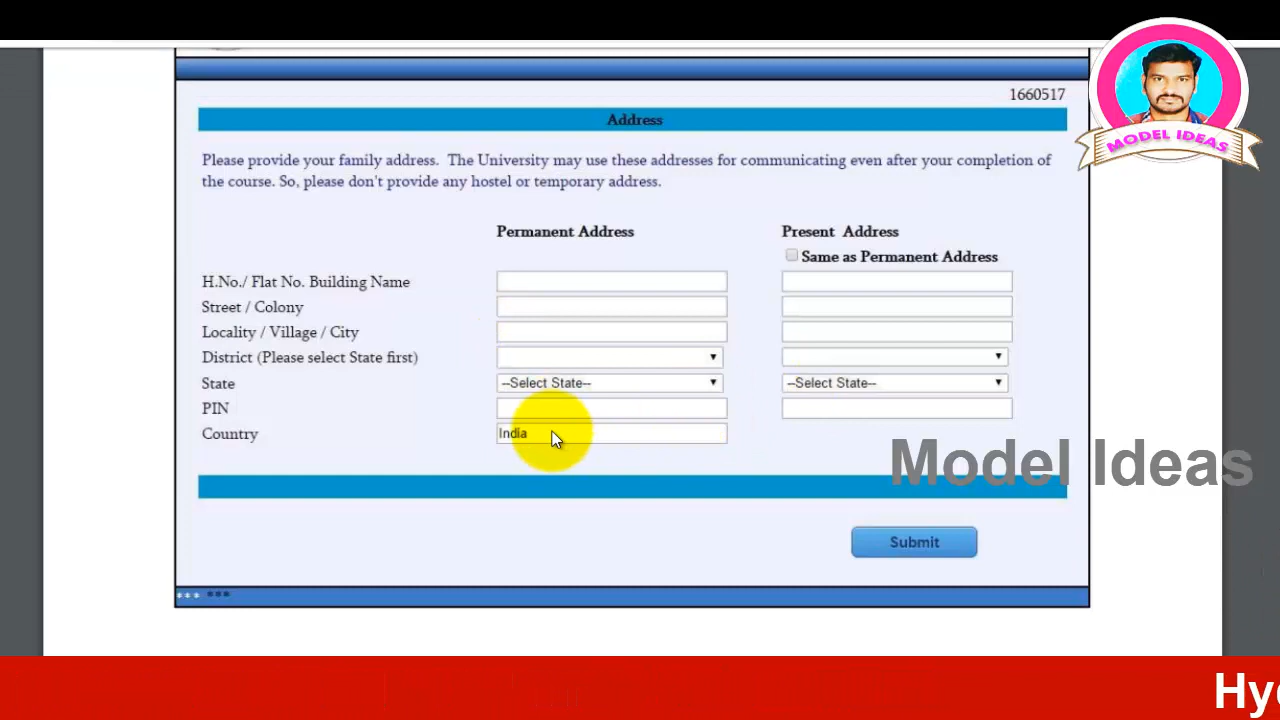 1660517
Address
Please provide your family address. The University may use these addresses for communicating even after your completion of
the course. So, please don't provide any hostel or temporary address.
Permanent Address
Present Address
Same as Permanent Address
H.No./ Flat No. Building Name
Street / Colony
Locality / Village / City
District (Please select State first)
State
--Select State--
--Select State--
PIN
Country
India
Submit
*** ***
MODEL IDEAS
Model Ideas